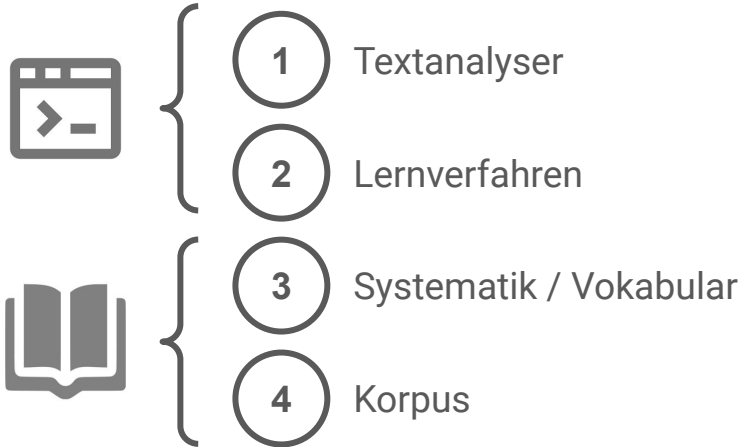 1 Textanalyser
2 Lernverfahren
3 Systematik / Vokabular
4 Korpus